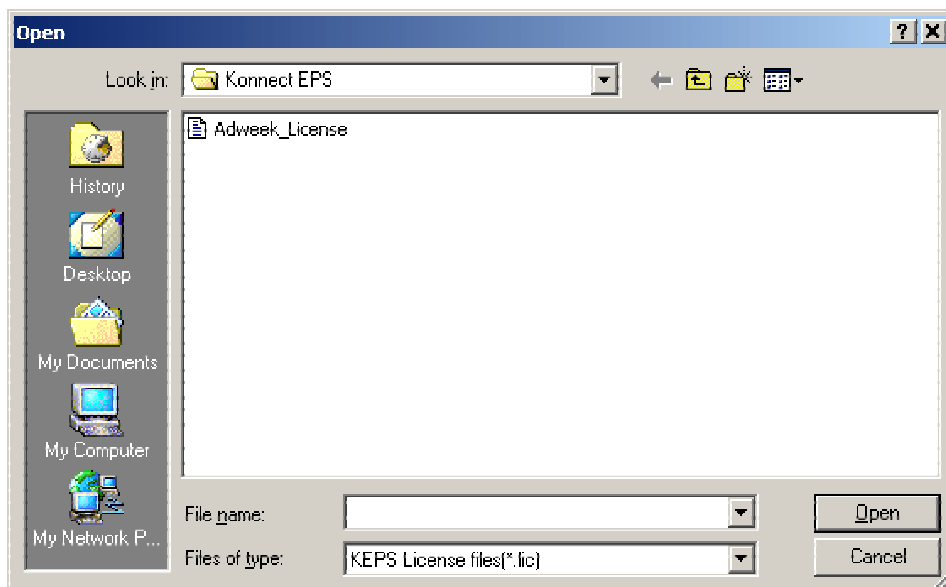 Open
Look in: Konnect EPS
Adweek_License
History
Desktop
My Documents
My Computer
My Network P...
File name:
Open
Files of type: KEPS License files(*.lic)
Cancel